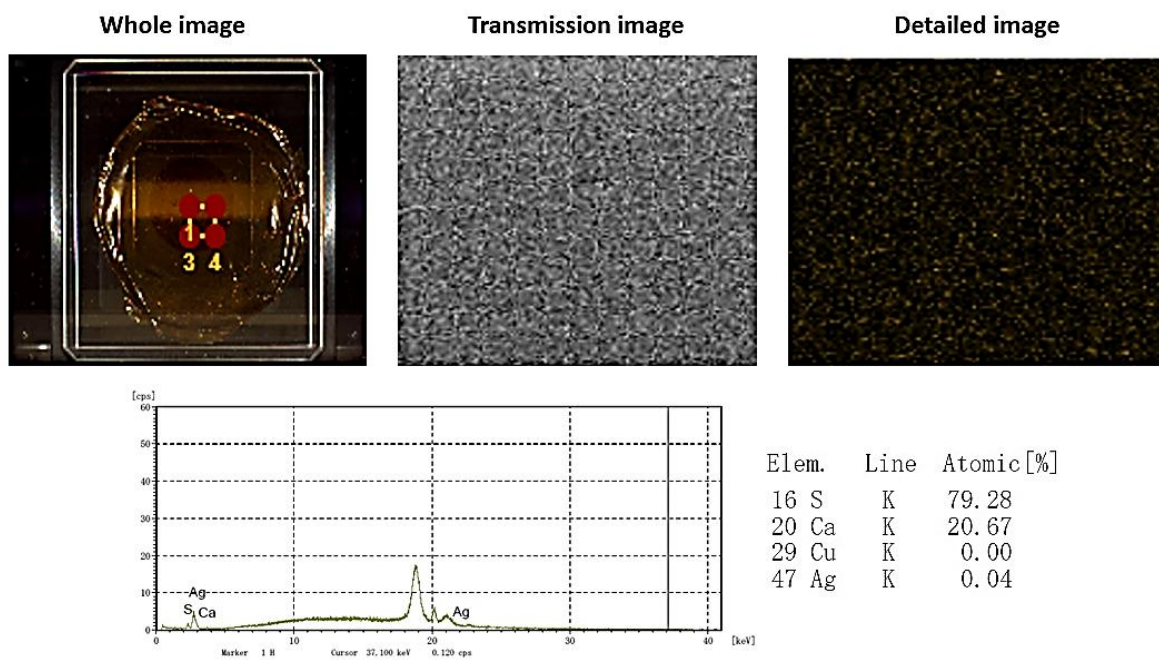 Whole image
Transmission image
Detailed image
1
3 4
[cps]
60
50
40
30
20
10
0
Ag
S Ca
Ag
0 10 20 30 40 [keV]
Marker 1 H Cursor 37.100 keV 0.120 cps
Elem. Line Atomic[%]
16 S K 79.28
20 Ca K 20.67
29 Cu K 0.00
47 Ag K 0.04